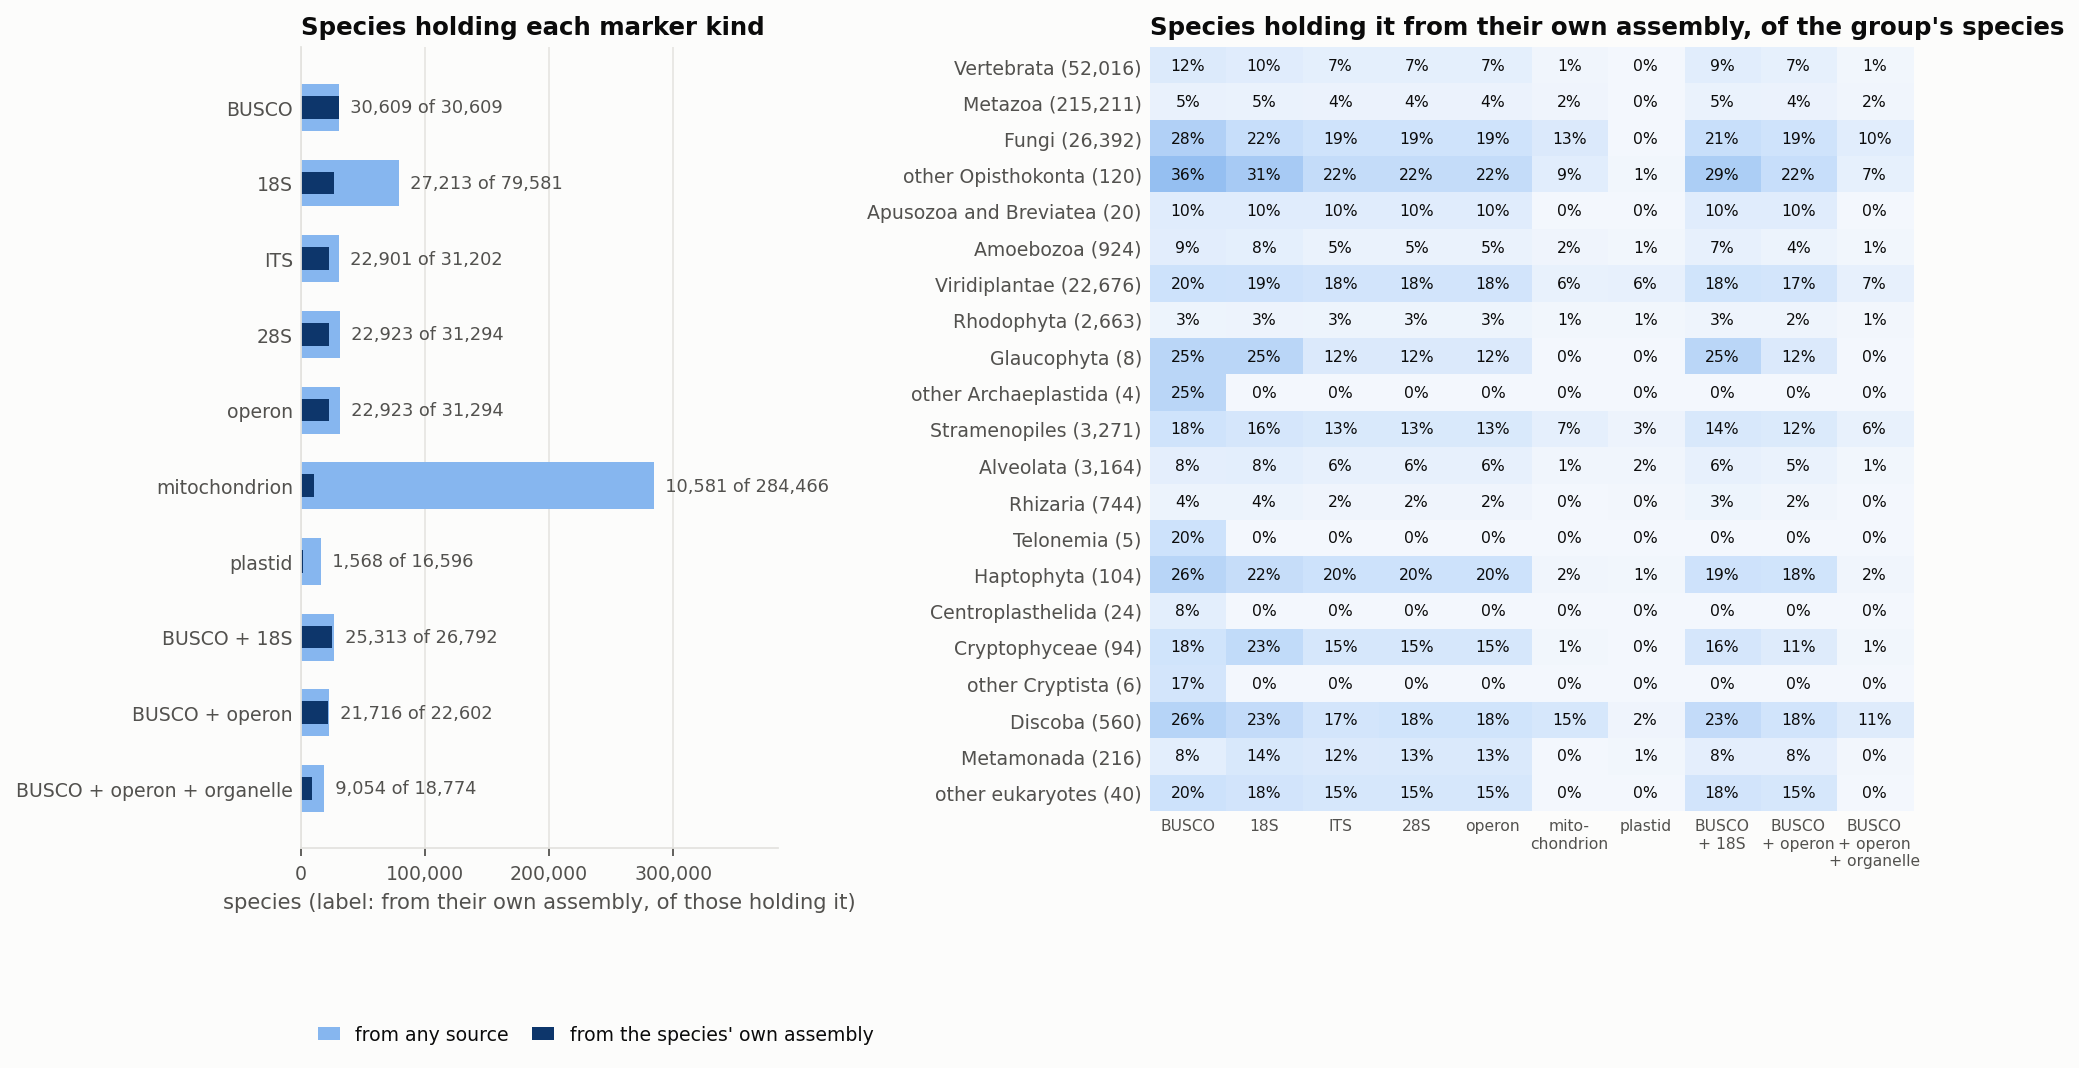 Species holding each marker kind
BUSCO 30,609 of 30,609
18S 27,213 of 79,581
ITS 22,901 of 31,202
28S 22,923 of 31,294
operon 22,923 of 31,294
mitochondrion 10,581 of 284,466
plastid 1,568 of 16,596
BUSCO + 18S 25,313 of 26,792
BUSCO + operon 21,716 of 22,602
BUSCO + operon + organelle 9,054 of 18,774
0 100,000 200,000 300,000
species (label: from their own assembly, of those holding it)
from any source from the species' own assembly
Species holding it from their own assembly, of the group's species
Vertebrata (52,016) 12% 10% 7% 7% 7% 1% 0% 9% 7% 1%
Metazoa (215,211) 5% 5% 4% 4% 4% 2% 0% 5% 4% 2%
Fungi (26,392) 28% 22% 19% 19% 19% 13% 0% 21% 19% 10%
other Opisthokonta (120) 36% 31% 22% 22% 22% 9% 1% 29% 22% 7%
Apusozoa and Breviatea (20) 10% 10% 10% 10% 10% 0% 0% 10% 10% 0%
Amoebozoa (924) 9% 8% 5% 5% 5% 2% 1% 7% 4% 1%
Viridiplantae (22,676) 20% 19% 18% 18% 18% 6% 6% 18% 17% 7%
Rhodophyta (2,663) 3% 3% 3% 3% 3% 1% 1% 3% 2% 1%
Glaucophyta (8) 25% 25% 12% 12% 12% 0% 0% 25% 12% 0%
other Archaeplastida (4) 25% 0% 0% 0% 0% 0% 0% 0% 0% 0%
Stramenopiles (3,271) 18% 16% 13% 13% 13% 7% 3% 14% 12% 6%
Alveolata (3,164) 8% 8% 6% 6% 6% 1% 2% 6% 5% 1%
Rhizaria (744) 4% 4% 2% 2% 2% 0% 0% 3% 2% 0%
Telonemia (5) 20% 0% 0% 0% 0% 0% 0% 0% 0% 0%
Haptophyta (104) 26% 22% 20% 20% 20% 2% 1% 19% 18% 2%
Centroplasthelida (24) 8% 0% 0% 0% 0% 0% 0% 0% 0% 0%
Cryptophyceae (94) 18% 23% 15% 15% 15% 1% 0% 16% 11% 1%
other Cryptista (6) 17% 0% 0% 0% 0% 0% 0% 0% 0% 0%
Discoba (560) 26% 23% 17% 18% 18% 15% 2% 23% 18% 11%
Metamonada (216) 8% 14% 12% 13% 13% 0% 1% 8% 8% 0%
other eukaryotes (40) 20% 18% 15% 15% 15% 0% 0% 18% 15% 0%
BUSCO 18S ITS 28S operon mito- plastid BUSCO BUSCO BUSCO
chondrion + 18S + operon + operon
+ organelle